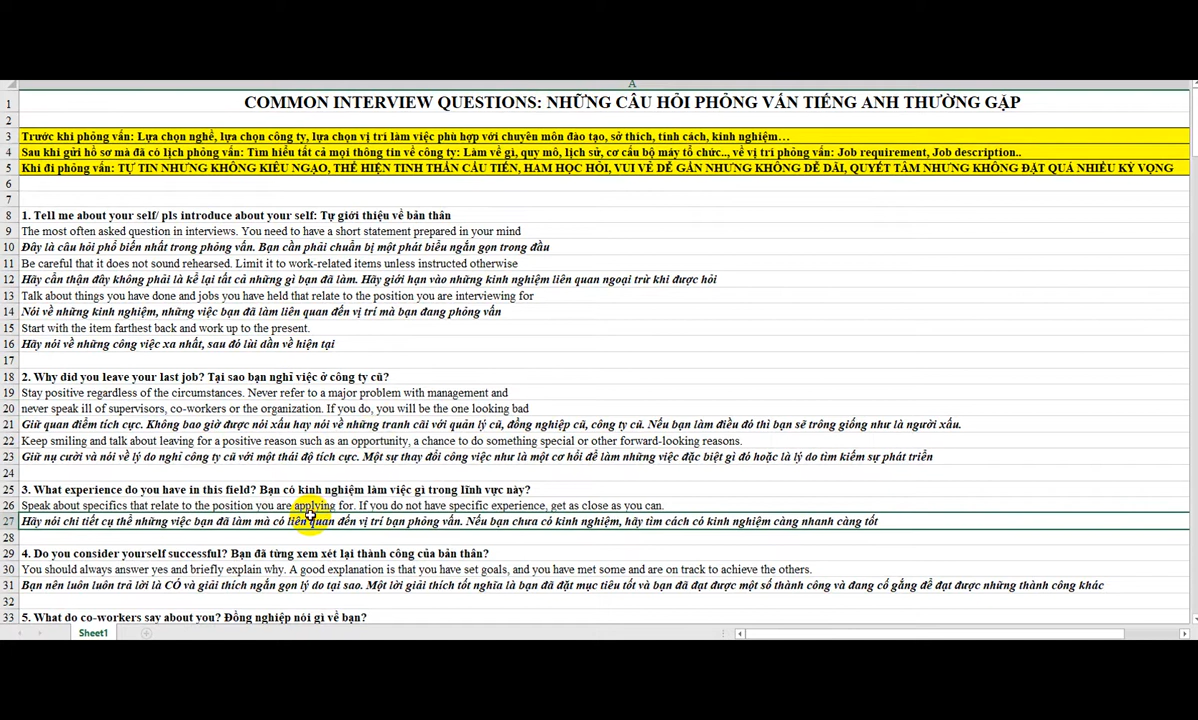 A
1 COMMON INTERVIEW QUESTIONS: NHỮNG CÂU HỎI PHỎNG VẤN TIẾNG ANH THƯỜNG GẶP
2
3 Trước khi phỏng vấn: Lựa chọn nghề, lựa chọn công ty, lựa chọn vị trí làm việc phù hợp với chuyên môn đào tạo, sở thích, tính cách, kinh nghiệm…
4 Sau khi gửi hồ sơ mà đã có lịch phỏng vấn: Tìm hiểu tất cả mọi thông tin về công ty: Làm về gì, quy mô, lịch sử, cơ cấu bộ máy tổ chức.., về vị trí phỏng vấn: Job requirement, Job description..
5 Khi đi phỏng vấn: TỰ TIN NHƯNG KHÔNG KIÊU NGẠO, THỂ HIỆN TINH THẦN CẦU TIẾN, HAM HỌC HỎI, VUI VẺ DỄ GẦN NHƯNG KHÔNG DỄ DÃI, QUYẾT TÂM NHƯNG KHÔNG ĐẶT QUÁ NHIỀU KỲ VỌNG
6
7
8 1. Tell me about your self/ pls introduce about your self: Tự giới thiệu về bản thân
9 The most often asked question in interviews. You need to have a short statement prepared in your mind
10 Đây là câu hỏi phổ biến nhất trong phỏng vấn. Bạn cần phải chuẩn bị một phát biểu ngắn gọn trong đầu
11 Be careful that it does not sound rehearsed. Limit it to work-related items unless instructed otherwise
12 Hãy cẩn thận đây không phải là kể lại tất cả những gì bạn đã làm. Hãy giới hạn vào những kinh nghiệm liên quan ngoại trừ khi được hỏi
13 Talk about things you have done and jobs you have held that relate to the position you are interviewing for
14 Nói về những kinh nghiệm, những việc bạn đã làm liên quan đến vị trí mà bạn đang phỏng vấn
15 Start with the item farthest back and work up to the present.
16 Hãy nói về những công việc xa nhất, sau đó lùi dần về hiện tại
17
18 2. Why did you leave your last job? Tại sao bạn nghỉ việc ở công ty cũ?
19 Stay positive regardless of the circumstances. Never refer to a major problem with management and
20 never speak ill of supervisors, co-workers or the organization. If you do, you will be the one looking bad
21 Giữ quan điểm tích cực. Không bao giờ được nói xấu hay nói về những tranh cãi với quản lý cũ, đồng nghiệp cũ, công ty cũ. Nếu bạn làm điều đó thì bạn sẽ trông giống như là người xấu.
22 Keep smiling and talk about leaving for a positive reason such as an opportunity, a chance to do something special or other forward-looking reasons.
23 Giữ nụ cười và nói về lý do nghỉ công ty cũ với một thái độ tích cực. Một sự thay đổi công việc như là một cơ hội để làm những việc đặc biệt gì đó hoặc là lý do tìm kiếm sự phát triển
24
25 3. What experience do you have in this field? Bạn có kinh nghiệm làm việc gì trong lĩnh vực này?
26 Speak about specifics that relate to the position you are applying for. If you do not have specific experience, get as close as you can.
27 Hãy nói chi tiết cụ thể những việc bạn đã làm mà có liên quan đến vị trí bạn phỏng vấn. Nếu bạn chưa có kinh nghiệm, hãy tìm cách có kinh nghiệm càng nhanh càng tốt
28
29 4. Do you consider yourself successful? Bạn đã từng xem xét lại thành công của bản thân?
30 You should always answer yes and briefly explain why. A good explanation is that you have set goals, and you have met some and are on track to achieve the others.
31 Bạn nên luôn luôn trả lời là CÓ và giải thích ngắn gọn lý do tại sao. Một lời giải thích tốt nghĩa là bạn đã đặt mục tiêu tốt và bạn đã đạt được một số thành công và đang cố gắng để đạt được những thành công khác
32
33 5. What do co-workers say about you? Đồng nghiệp nói gì về bạn?
Sheet1